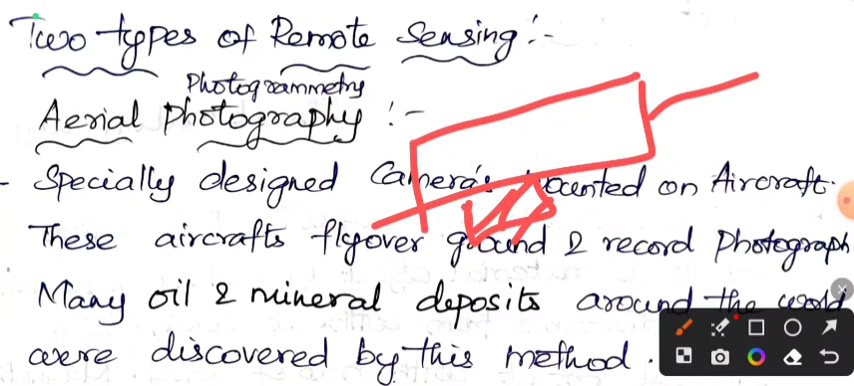 Two types of Remote Sensing :-
Photogrammetry
Aerial Photography :-
- Specially designed Camera's mounted on Aircraft.
These aircrafts flyover ground & record Photograph
Many oil & mineral deposits around the world
were discovered by this method.